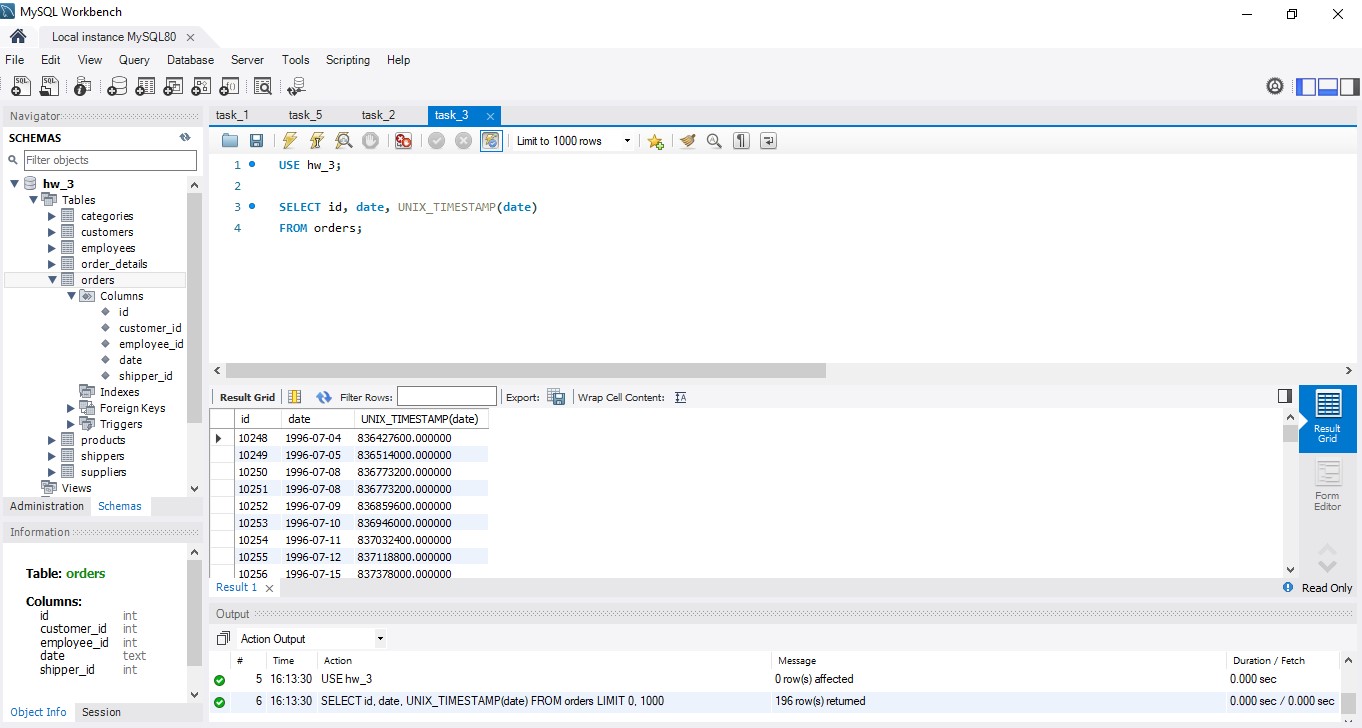 MySQL Workbench
Local instance MySQL80
File Edit View Query Database Server Tools Scripting Help
Navigator
SCHEMAS
Filter objects
hw_3
Tables
categories
customers
employees
order_details
orders
Columns
id
customer_id
employee_id
date
shipper_id
Indexes
Foreign Keys
Triggers
products
shippers
suppliers
Views
Administration Schemas
Information
Table: orders
Columns:
id int
customer_id int
employee_id int
date text
shipper_id int
Object Info Session
task_1 task_5 task_2 task_3
Limit to 1000 rows
1 USE hw_3;
2
3 SELECT id, date, UNIX_TIMESTAMP(date)
4 FROM orders;
Result Grid Filter Rows: Export: Wrap Cell Content:
id date UNIX_TIMESTAMP(date)
10248 1996-07-04 836427600.000000
10249 1996-07-05 836514000.000000
10250 1996-07-08 836773200.000000
10251 1996-07-08 836773200.000000
10252 1996-07-09 836859600.000000
10253 1996-07-10 836946000.000000
10254 1996-07-11 837032400.000000
10255 1996-07-12 837118800.000000
10256 1996-07-15 837378000.000000
Result Grid
Form Editor
Result 1
Read Only
Output
Action Output
# Time Action Message Duration / Fetch
5 16:13:30 USE hw_3 0 row(s) affected 0.000 sec
6 16:13:30 SELECT id, date, UNIX_TIMESTAMP(date) FROM orders LIMIT 0, 1000 196 row(s) returned 0.000 sec / 0.000 sec